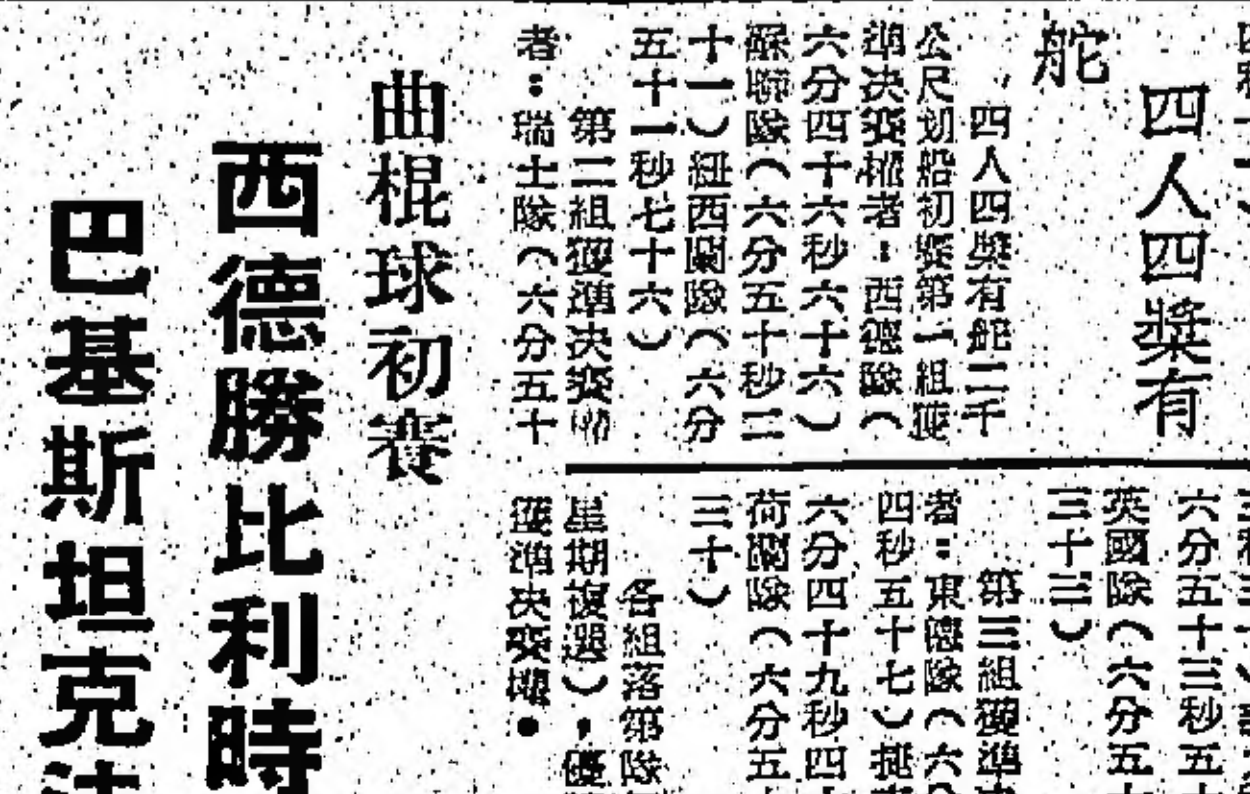 四人四槳有
舵
四人四槳有舵二千
公尺划船初賽第一組獲
準决賽權者：西德隊（
六分四十六秒六十六）
蘇聯隊（六分五十秒二
十一）紐西蘭隊（六分
五十一秒七十六）
第二組獲準决賽
者：瑞士隊（六分五十
六分五十三秒五
英國隊（六分五
三十三）
第三組獲準
者：東德隊（六
四秒五十七）捷
六分四十九秒四
荷蘭隊（六分五
三十）
各組落第隊
星期複選），優
獲準决賽權●
曲棍球初賽
西德勝比利時
巴基斯坦克法